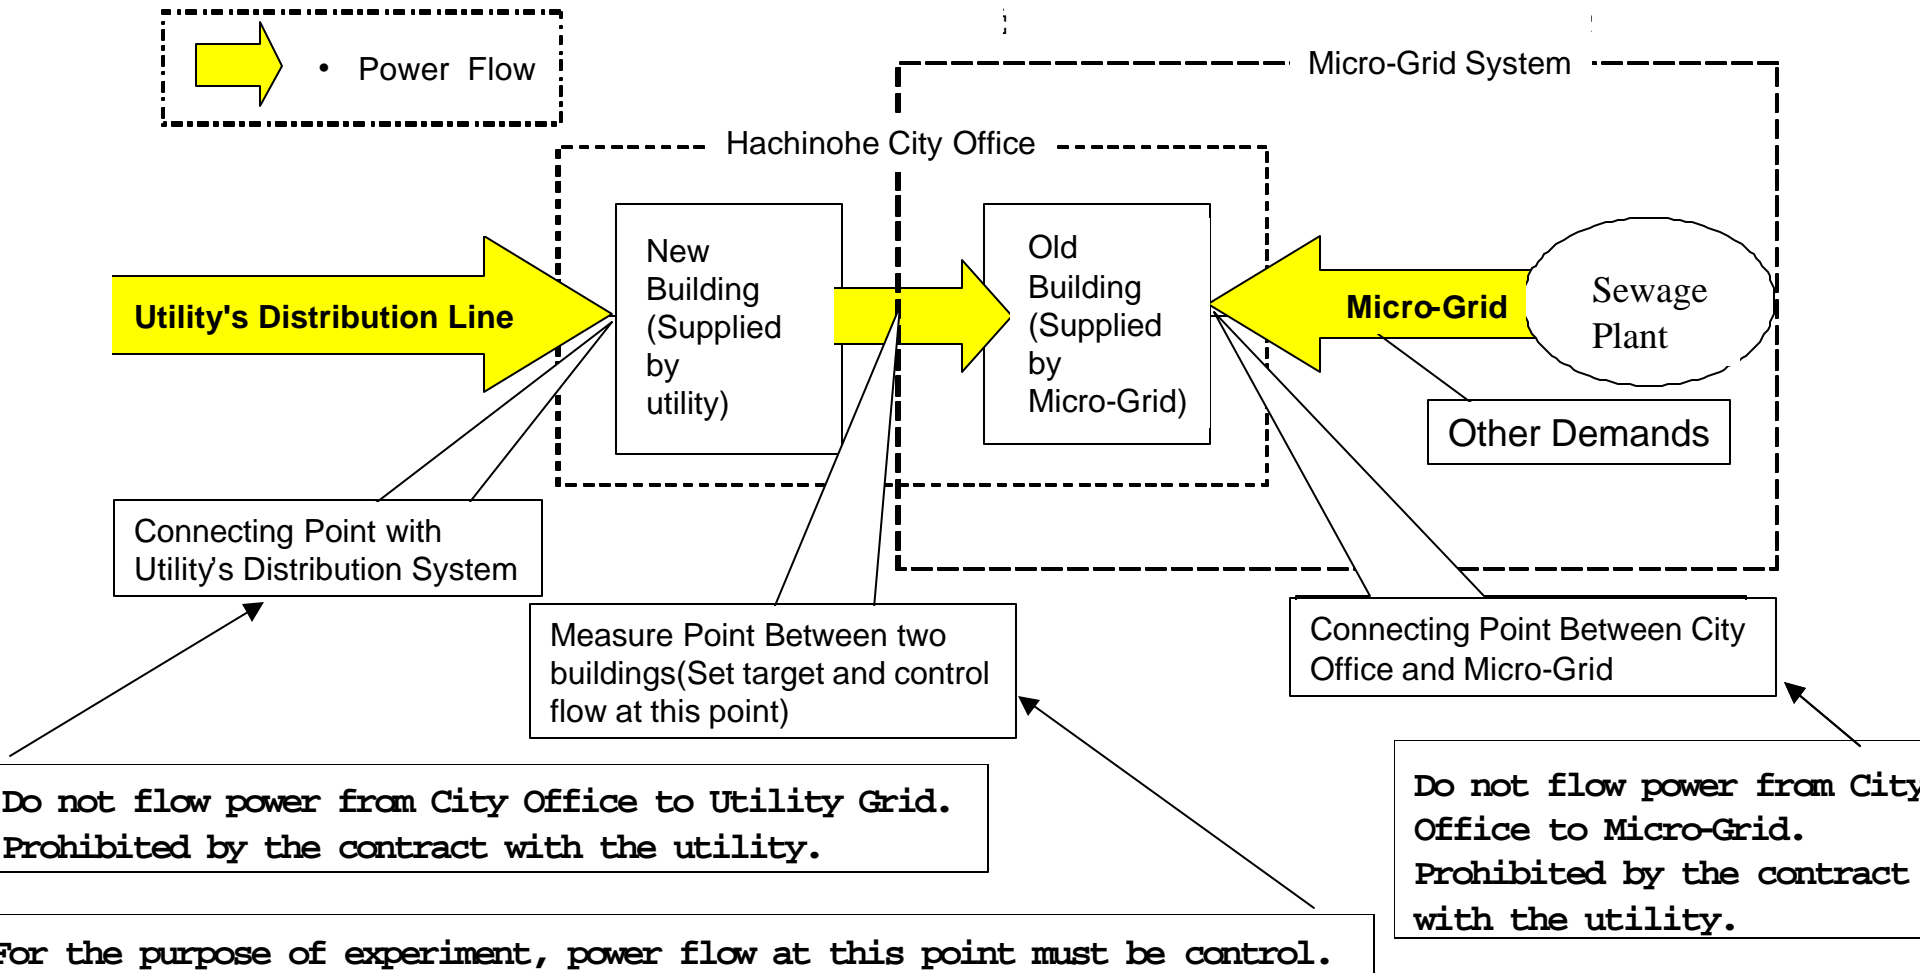 • Power Flow
Micro-Grid System
Hachinohe City Office
New
Building
(Supplied
by
utility)
Old
Building
(Supplied
by
Micro-Grid)
Utility's Distribution Line
Micro-Grid
Sewage
Plant
Other Demands
Connecting Point with
Utility's Distribution System
Measure Point Between two
buildings(Set target and control
flow at this point)
Connecting Point Between City
Office and Micro-Grid
Do not flow power from City Office to Utility Grid.
Prohibited by the contract with the utility.
Do not flow power from City
Office to Micro-Grid.
Prohibited by the contract
with the utility.
For the purpose of experiment, power flow at this point must be control.